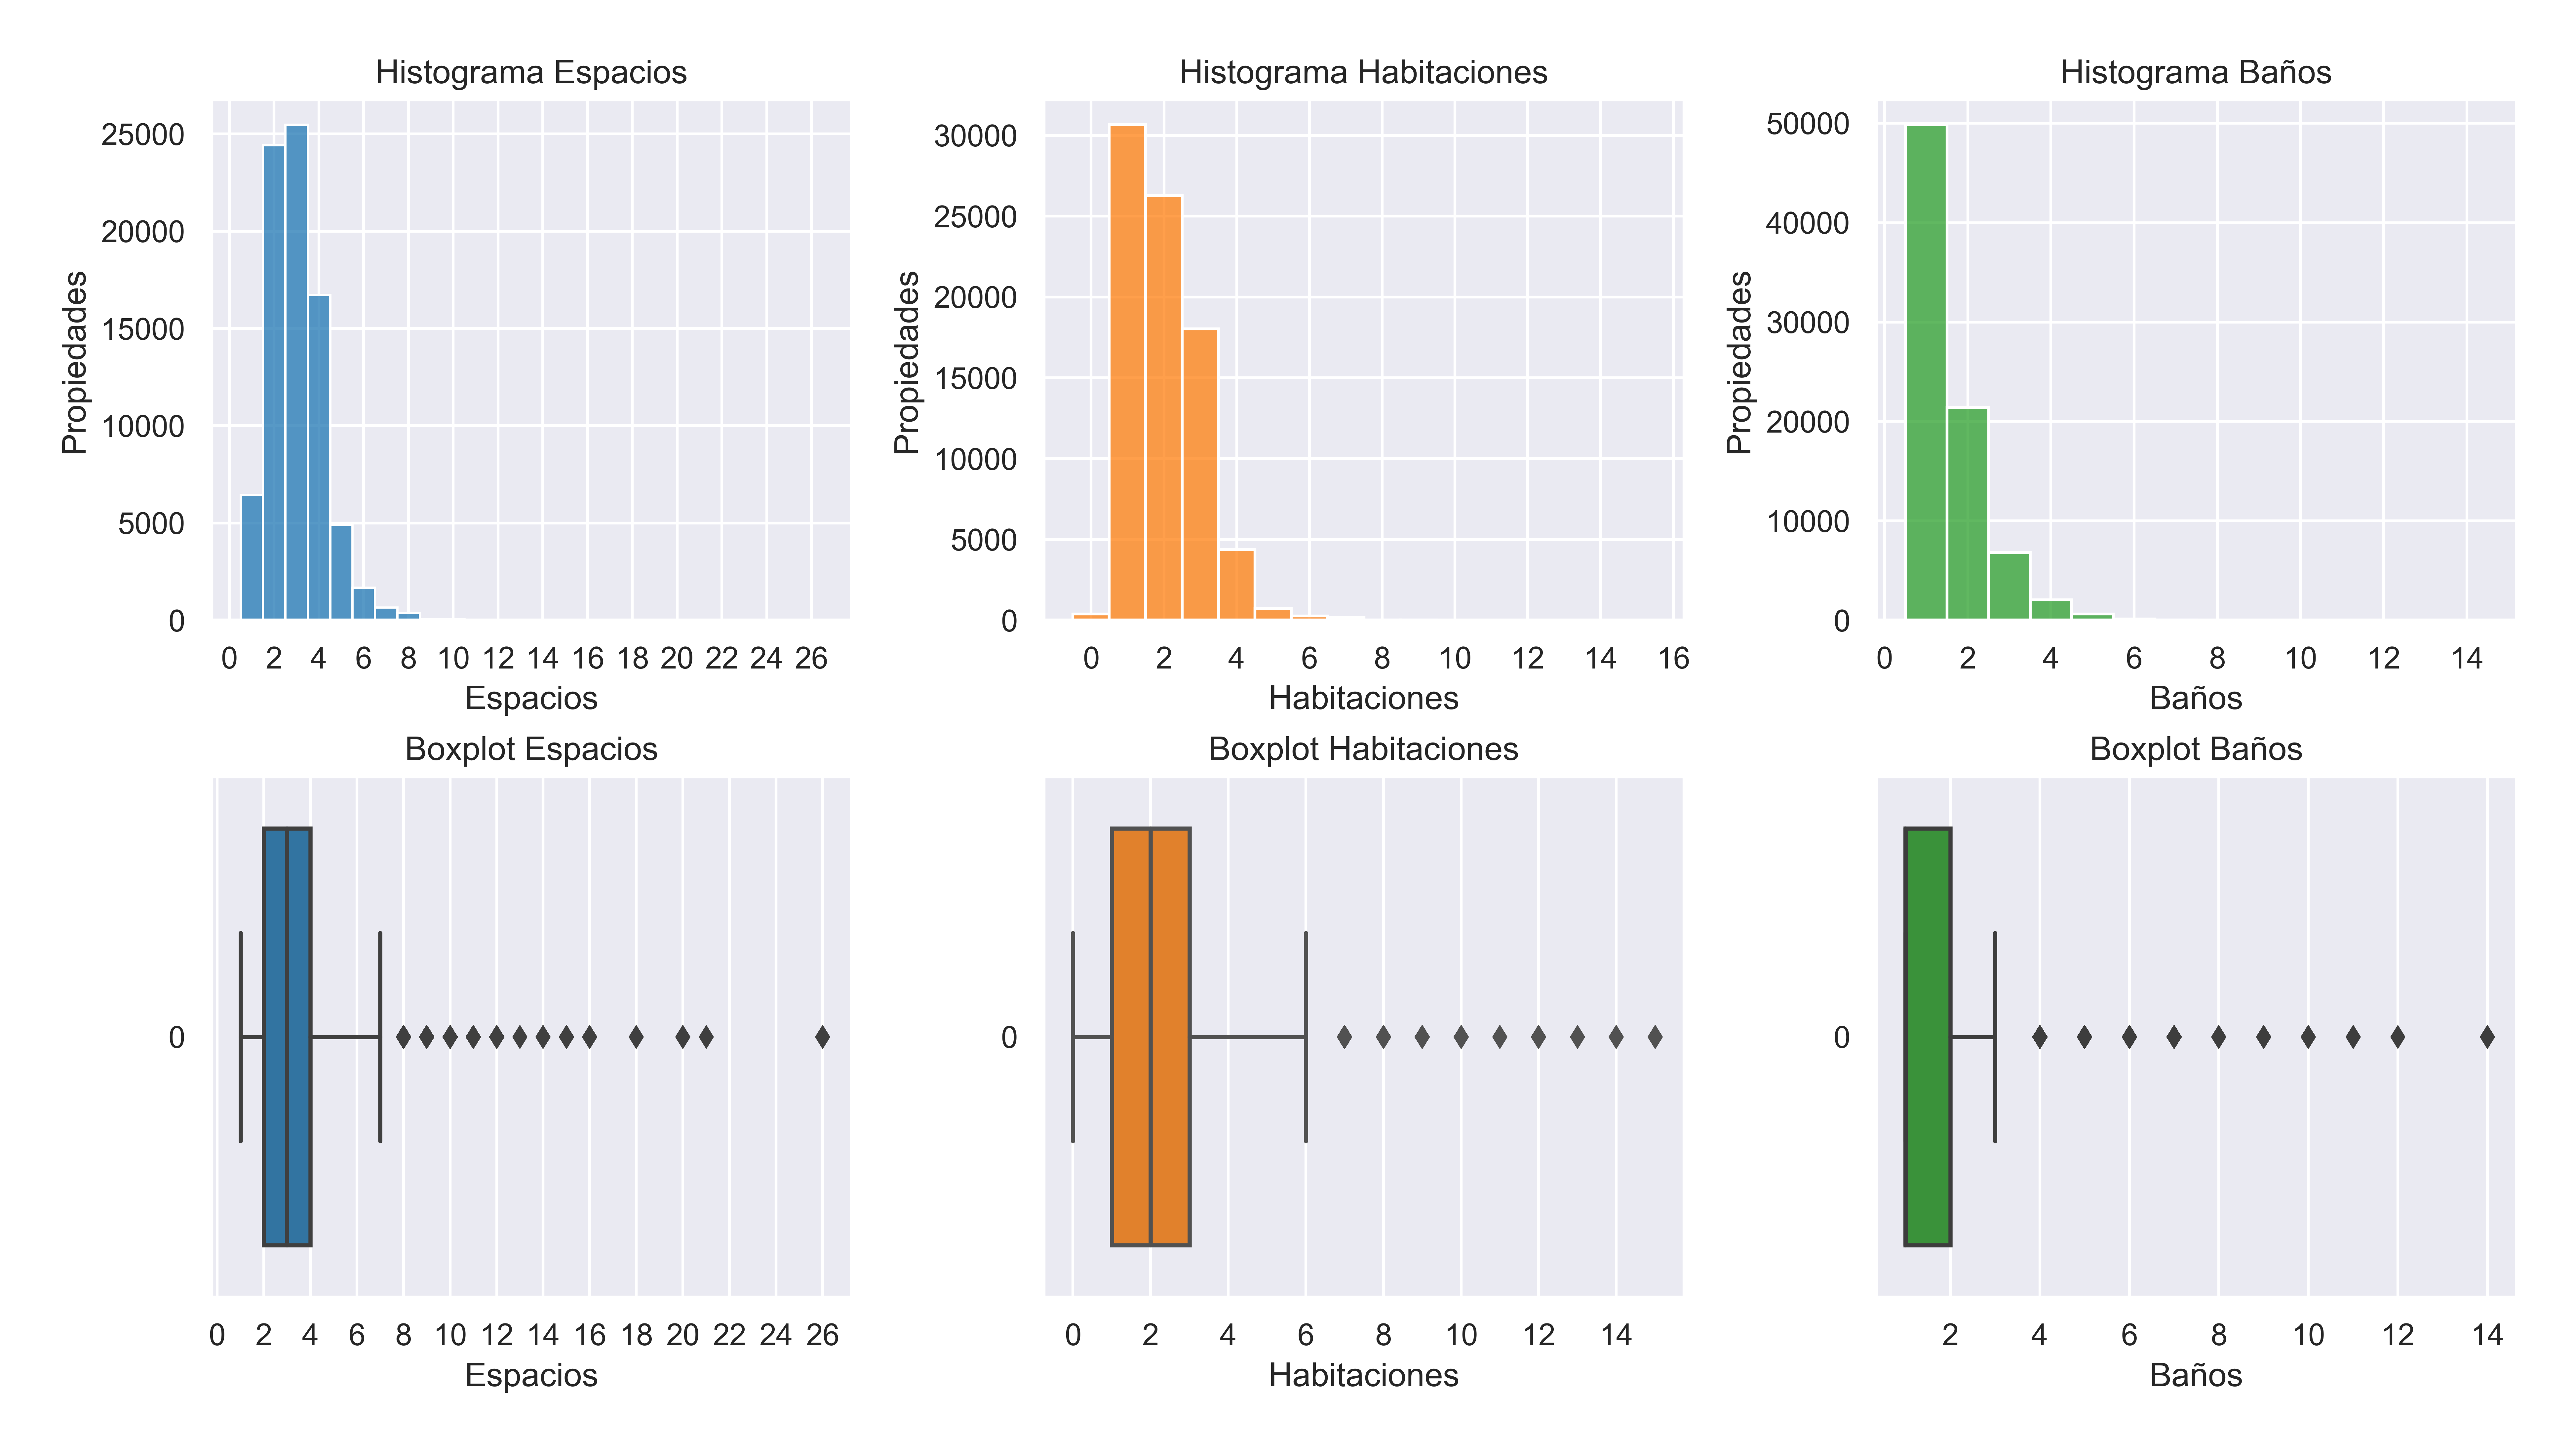 Histograma Espacios
Histograma Habitaciones
Histograma Baños
Propiedades
25000
20000
15000
10000
5000
0
0 2 4 6 8 10 12 14 16 18 20 22 24 26
Espacios
Propiedades
30000
25000
20000
15000
10000
5000
0
0 2 4 6 8 10 12 14 16
Habitaciones
Propiedades
50000
40000
30000
20000
10000
0
0 2 4 6 8 10 12 14
Baños
Boxplot Espacios
Boxplot Habitaciones
Boxplot Baños
0
0 2 4 6 8 10 12 14 16 18 20 22 24 26
Espacios
0
0 2 4 6 8 10 12 14
Habitaciones
0
2 4 6 8 10 12 14
Baños